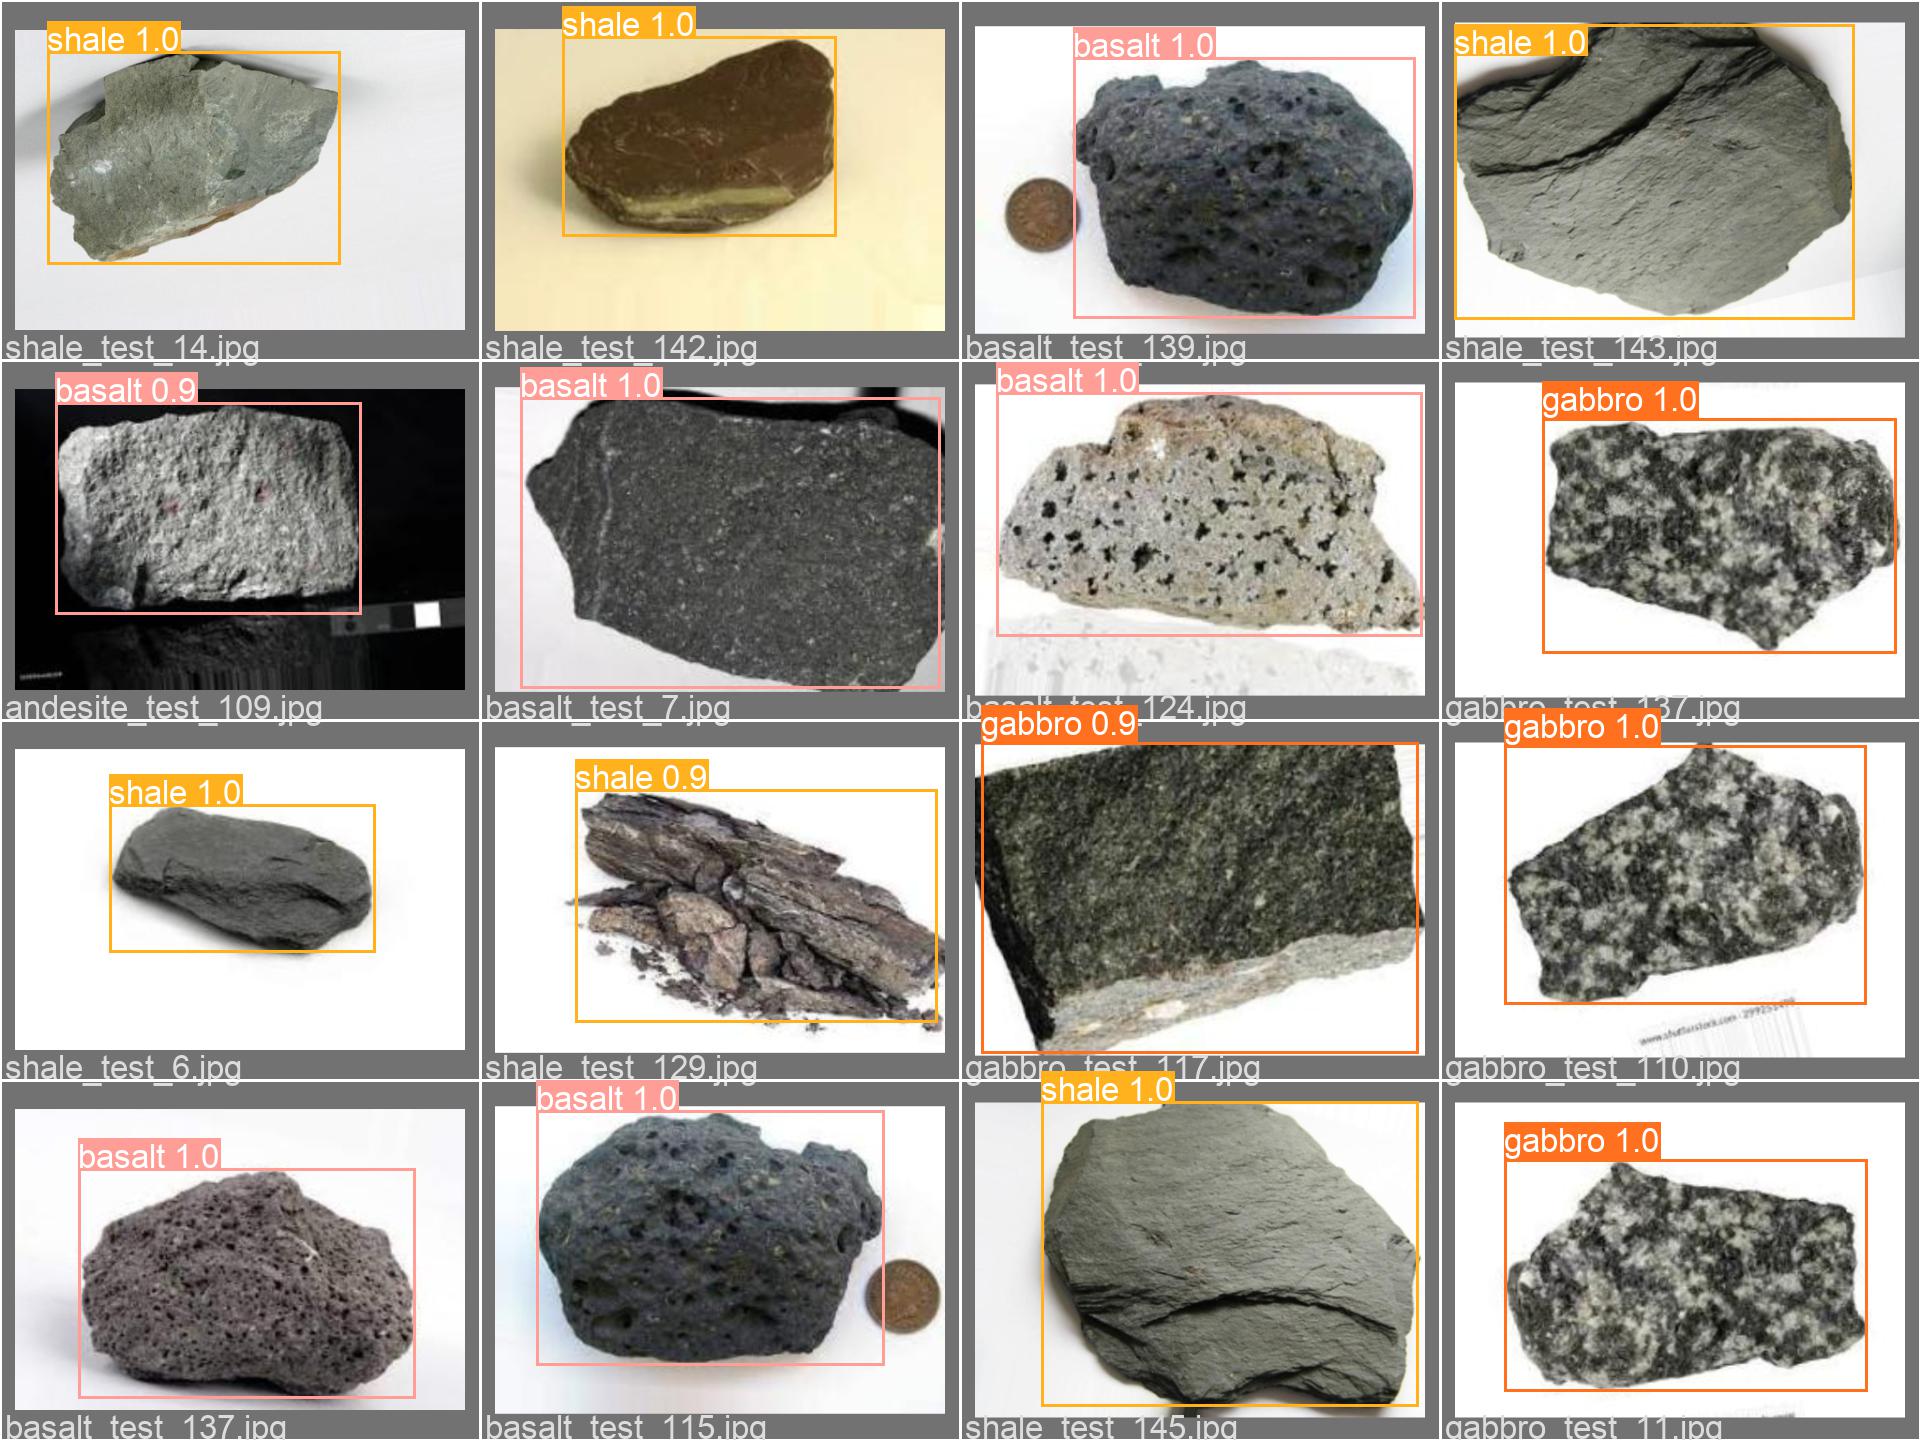 shale 1.0
shale_test_14.jpg
shale 1.0
shale_test_142.jpg
basalt 1.0
basalt_test_139.jpg
shale 1.0
shale_test_143.jpg
basalt 0.9
andesite_test_109.jpg
basalt 1.0
basalt_test_7.jpg
basalt 1.0
basalt_test_124.jpg
gabbro 1.0
gabbro_test_137.jpg
shale 1.0
shale_test_6.jpg
shale 0.9
shale_test_129.jpg
gabbro 0.9
gabbro_test_117.jpg
gabbro 1.0
www.shutterstock.com
gabbro_test_110.jpg
basalt 1.0
basalt_test_137.jpg
basalt 1.0
basalt_test_115.jpg
shale 1.0
shale_test_145.jpg
gabbro 1.0
gabbro_test_11.jpg